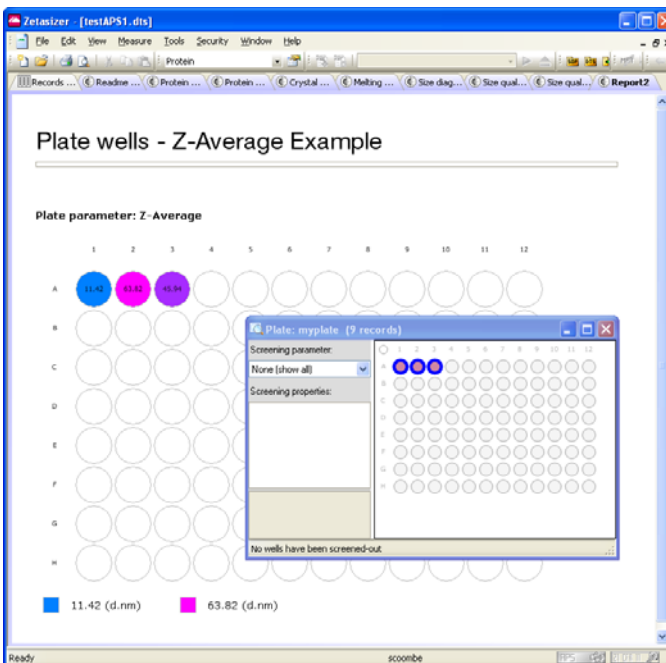 Zetasizer - [testAPS1.dts]
File Edit View Measure Tools Security Window Help
Protein
Records ... Readme ... Protein ... Protein ... Crystal ... Melting ... Size diag... Size qual... Size qual... Report2
Plate wells - Z-Average Example
Plate parameter: Z-Average
1 2 3 4 5 6 7 8 9 10 11 12
A 11.42 63.82
B
C
D
E
F
G
H
Plate: myplate (9 records)
Screening parameter:
None (show all)
Screening properties:
1 2 3 4 5 6 7 8 9 10 11 12
A
B
C
D
E
F
G
H
No wells have been screened-out
11.42 (d.nm) 63.82 (d.nm)
Ready scoombe